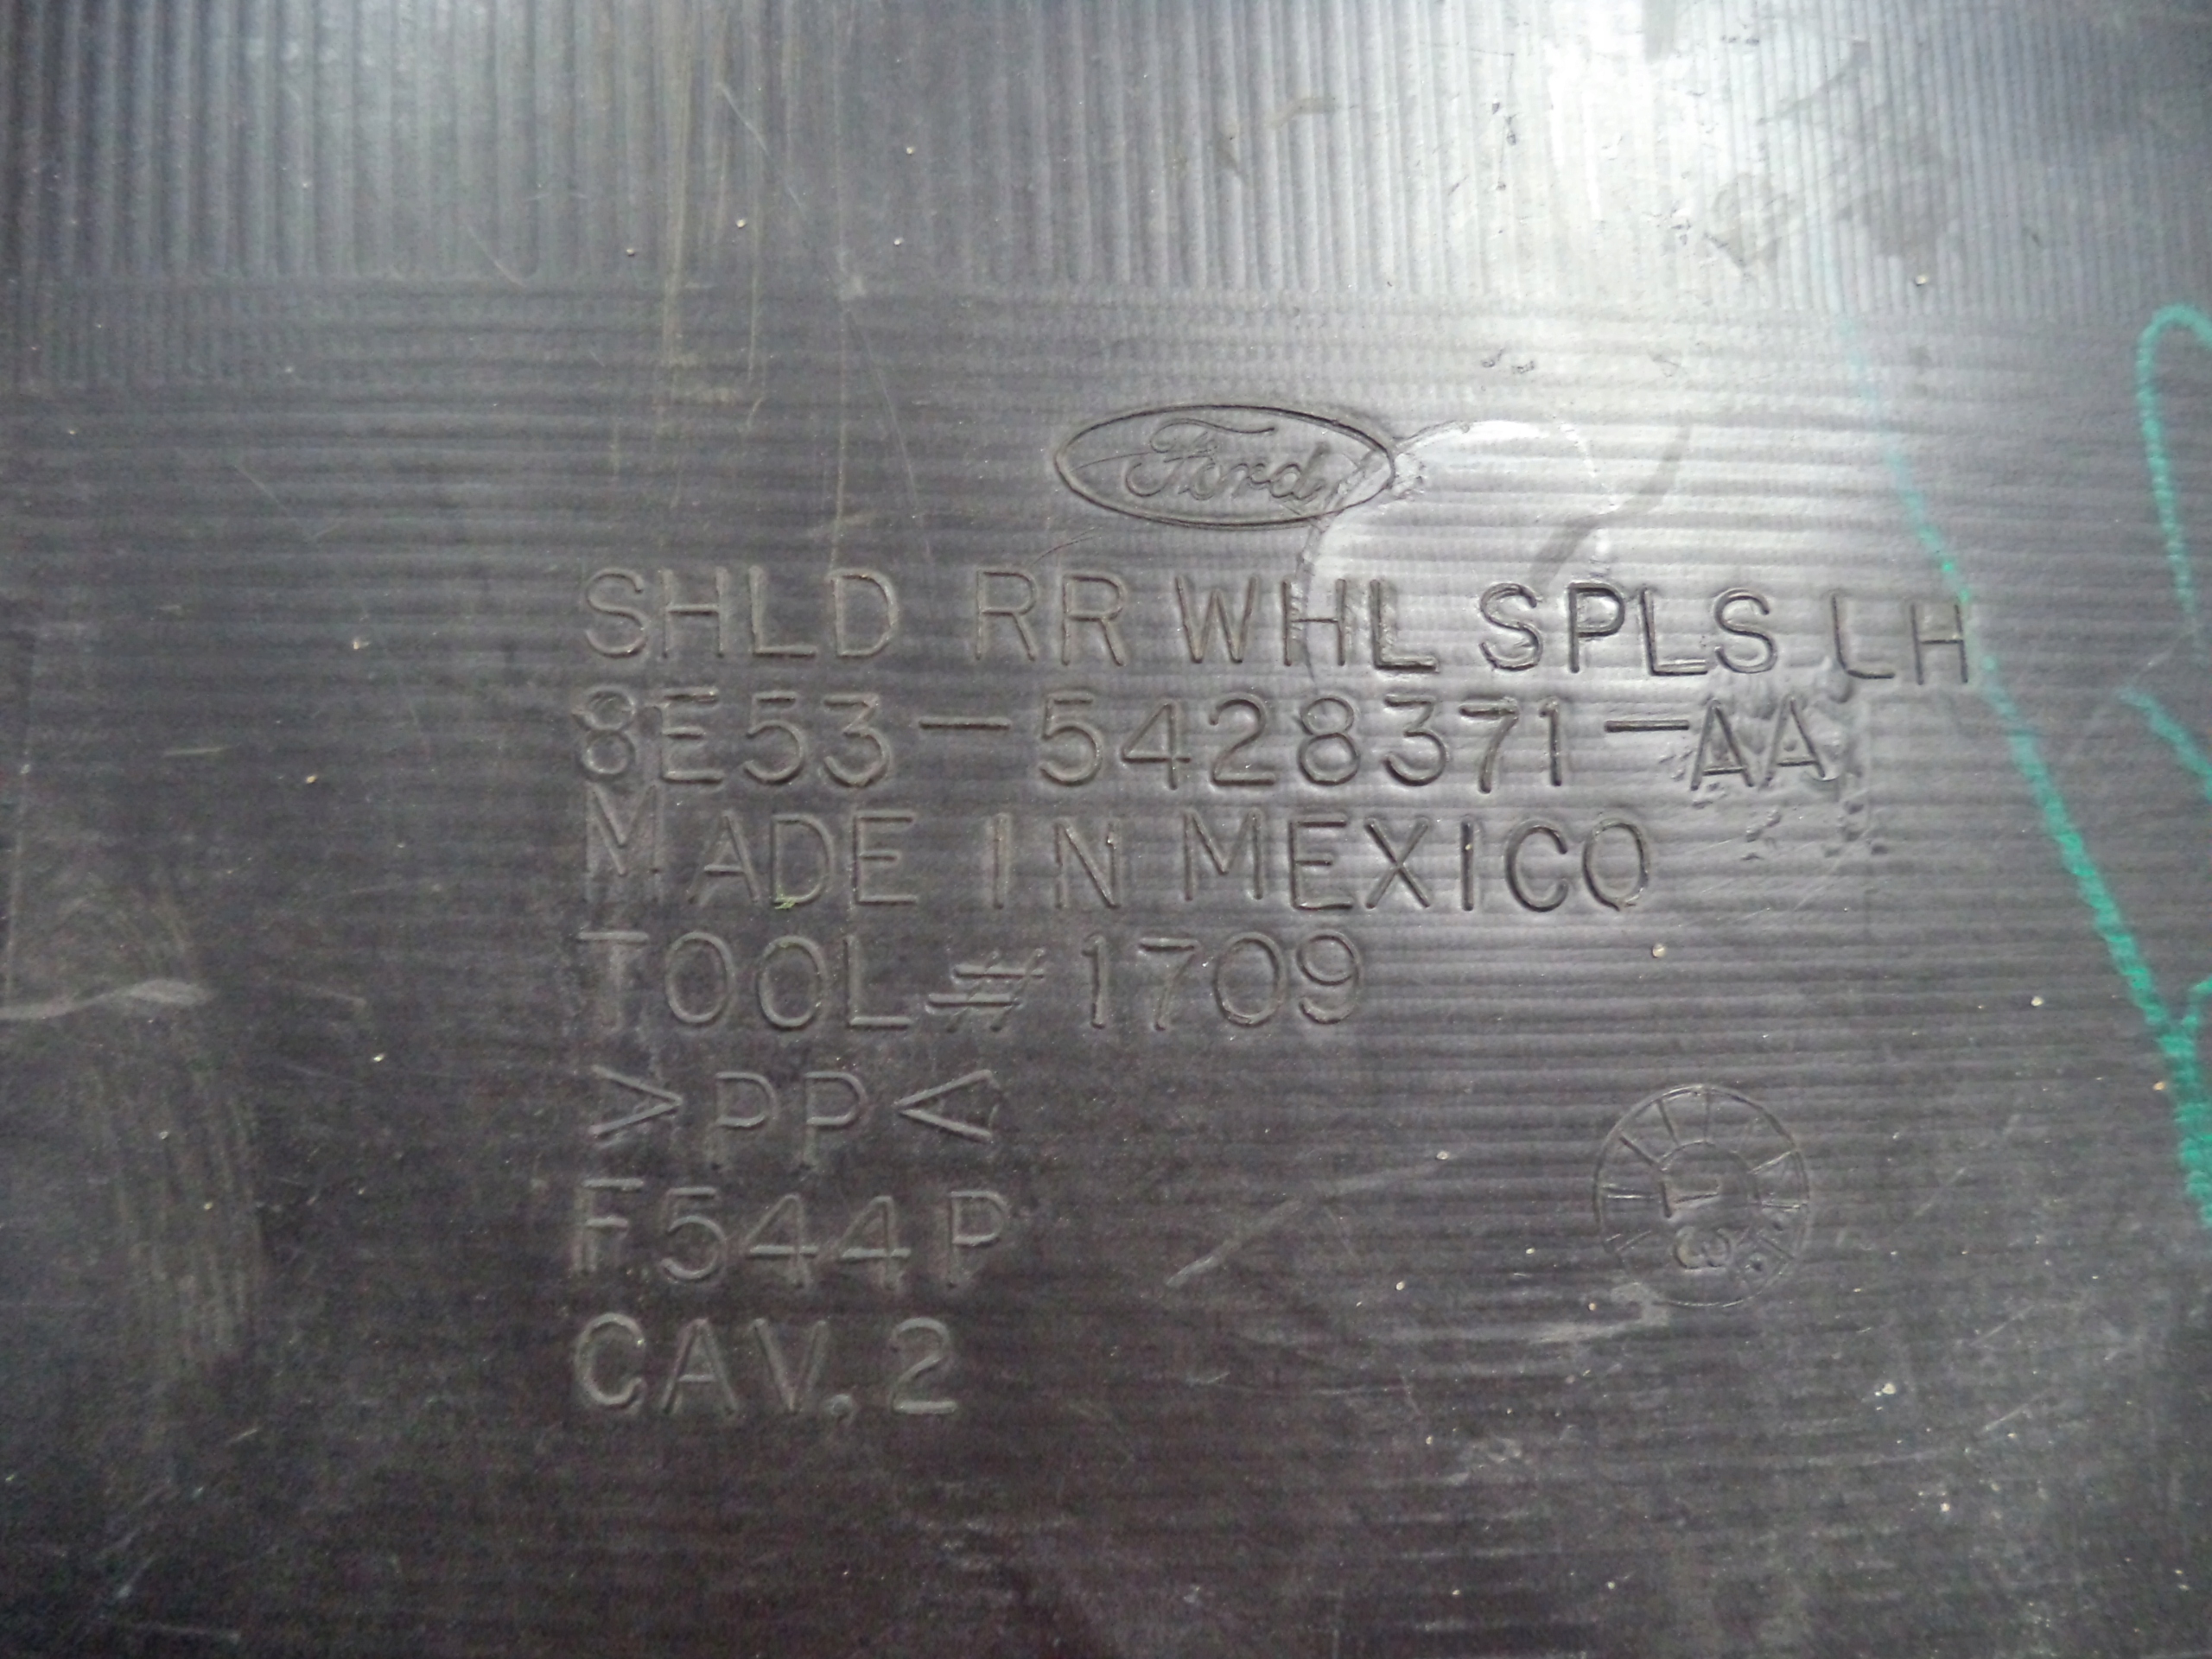 Ford
SHLD RR WHL SPLS LH
8E53-5428371-AA
MADE IN MEXICO
TOOL#1709
>PP<
F544P
CAV.2